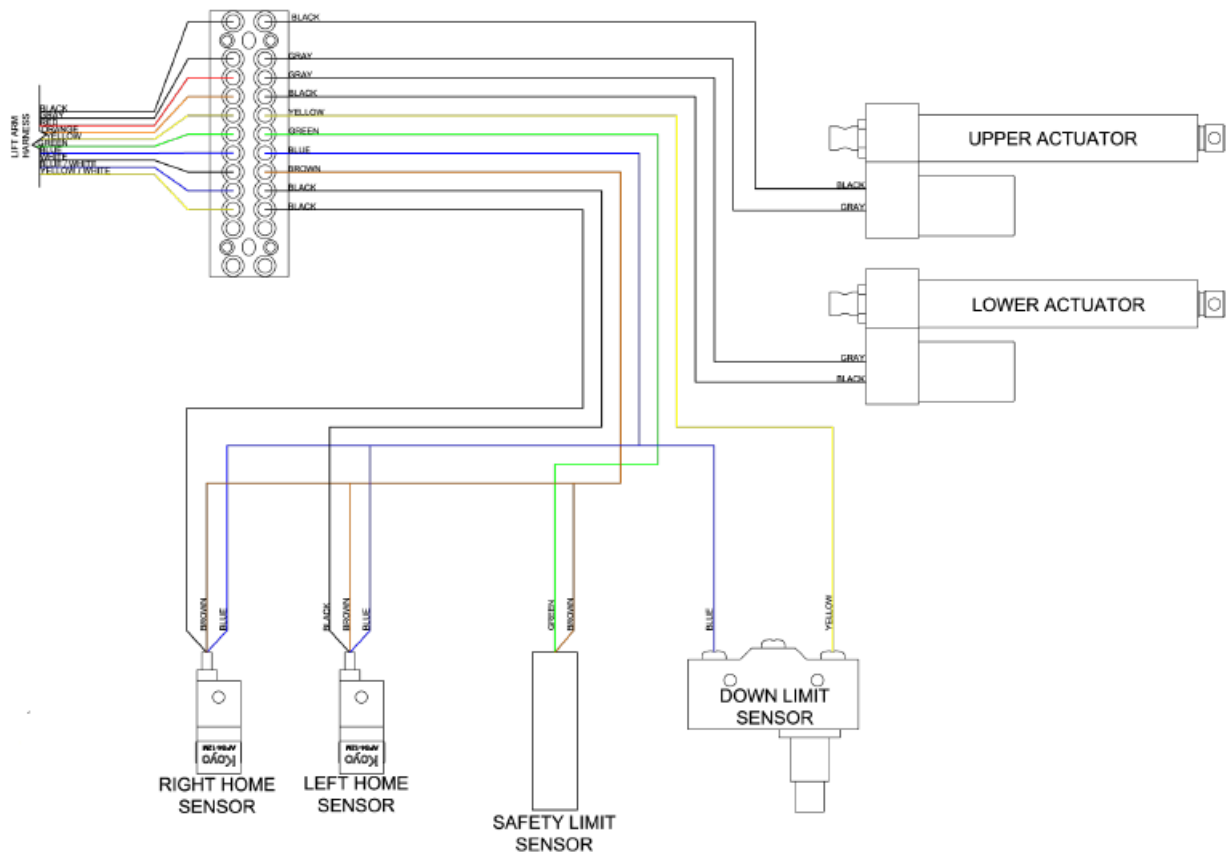 BLACK
GRAY
RED
ORANGE
YELLOW
GREEN
BLUE
WHITE
BLUE / WHITE
YELLOW / WHITE
LIFT ARM
HARNESS
BLACK
GRAY
GRAY
BLACK
YELLOW
GREEN
BLUE
BROWN
BLACK
BLACK
UPPER ACTUATOR
BLACK
GRAY
LOWER ACTUATOR
GRAY
BLACK
BROWN
BLUE
BLACK
BROWN
BLUE
GREEN
BROWN
BLUE
YELLOW
Koyo
Koyo
RIGHT HOME
SENSOR
LEFT HOME
SENSOR
SAFETY LIMIT
SENSOR
DOWN LIMIT
SENSOR